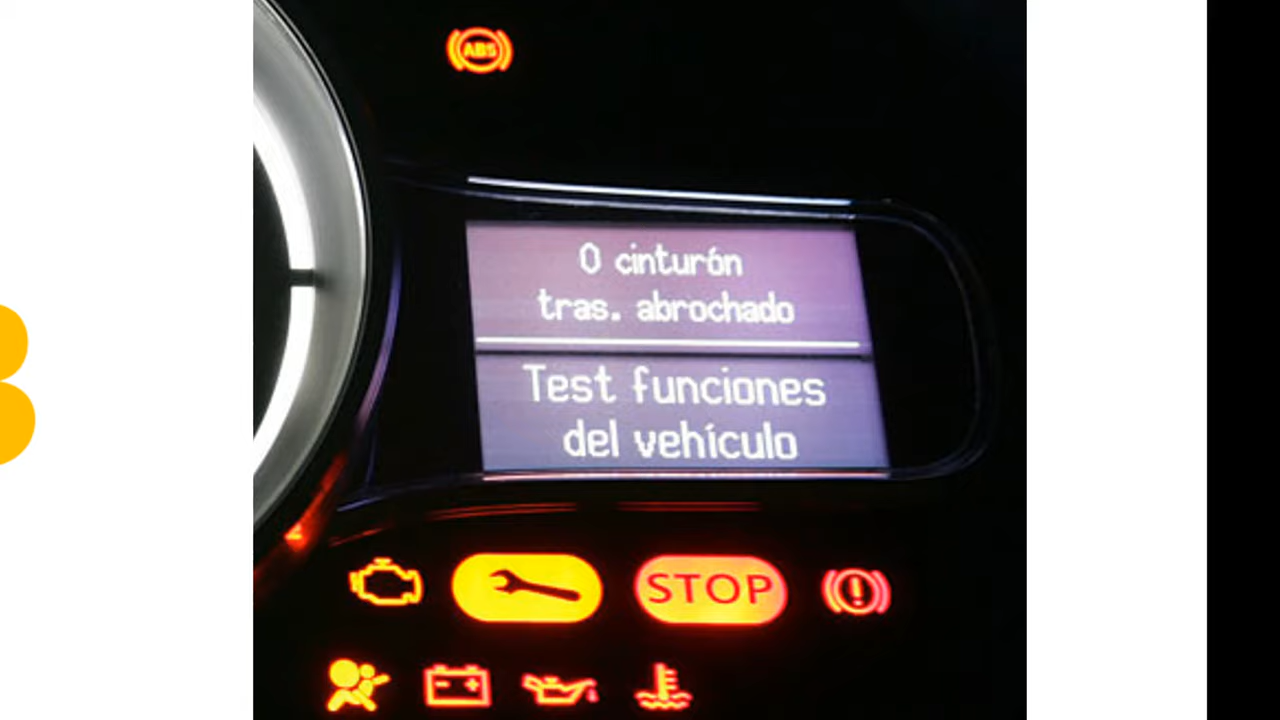 ABS
0 cinturón
tras. abrochado
Test funciones
del vehículo
STOP